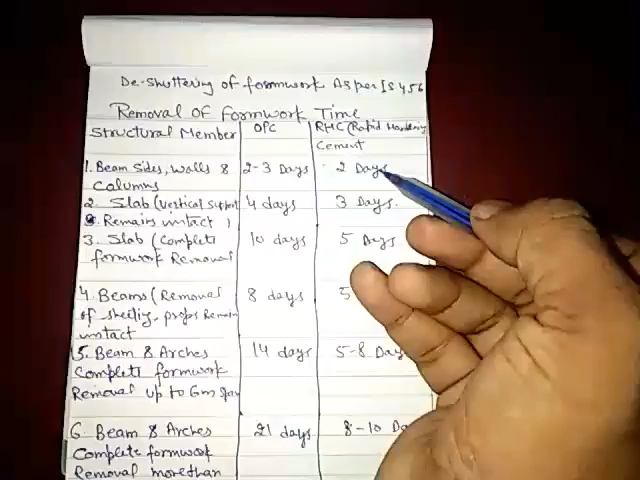 De-Shuttering of formwork As per IS 456
Removal Of Formwork Time
Structural Member OPC RHC (Rapid Hardening Cement
1. Beam Sides, Walls & Columns 2-3 Days 2 Days
2. Slab (Vertical Support Remains intact) 4 days 3 Days.
3. Slab (Complete formwork Removal 10 days 5 Days
4. Beams (Removal of sheeting, props Remain intact 8 days 5
5. Beam & Arches Complete formwork Removal up to 6m span 14 days 5-8 Day
6. Beam & Arches Complete formwork Removal more than 21 days 8-10 Da